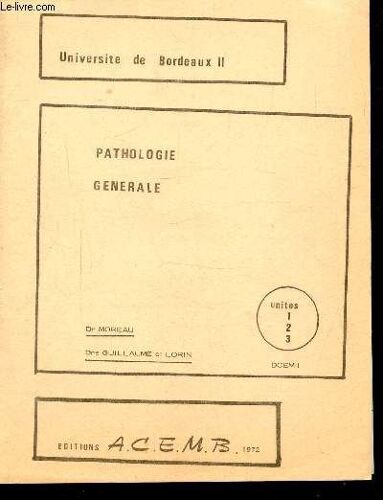 le-livre.com
Universite de Bordeaux II
PATHOLOGIE
GENERALE
unites
1
2
3
Dr MOREAU
Drs GUILLAUME et LORIN
DCEM I
EDITIONS A.C.E.M.B. 1972